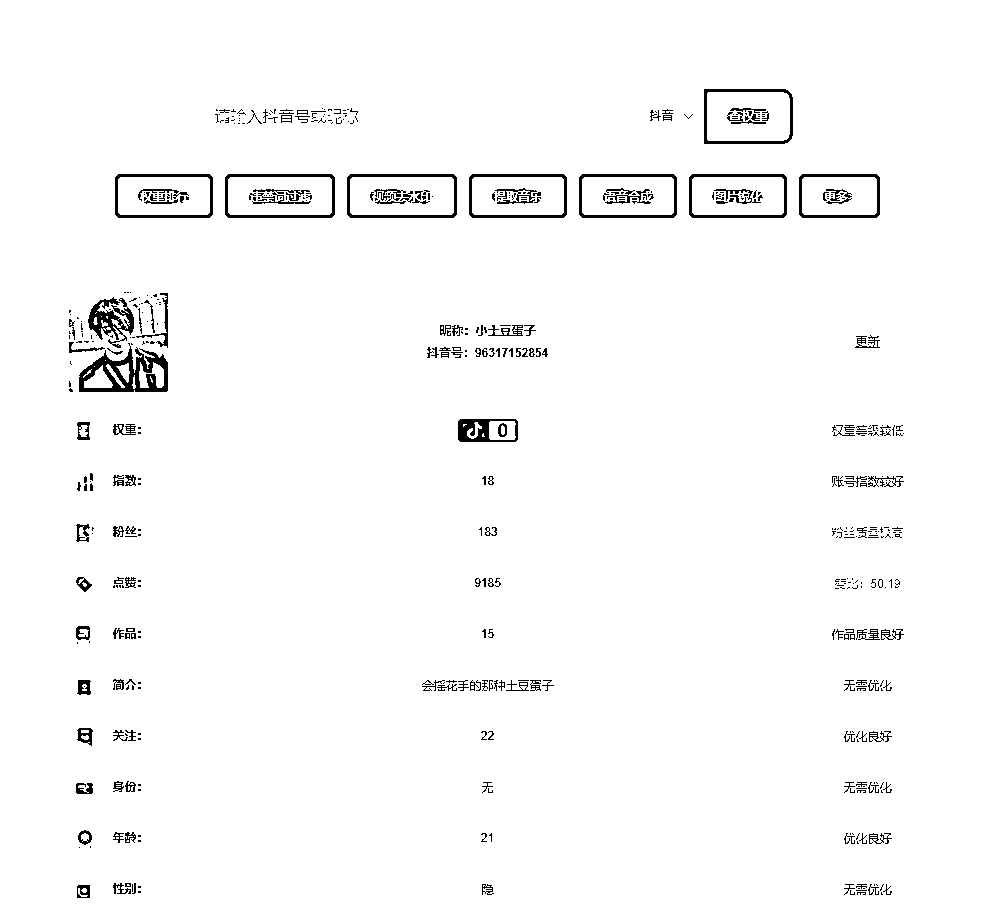 请输入抖音号或昵称
抖音
查权重
权重排行 违禁词过滤 视频去水印 提取音乐 语音合成 图片优化 更多
昵称：小土豆蛋子
抖音号：96317152854
更新
权重： 0 权重等级较低
指数： 18 账号指数较好
粉丝： 183 粉丝质量极高
点赞： 9185 赞比：50.19
作品： 15 作品质量良好
简介： 会摇花手的那种土豆蛋子 无需优化
关注： 22 优化良好
身份： 无 无需优化
年龄： 21 优化良好
性别： 隐 无需优化